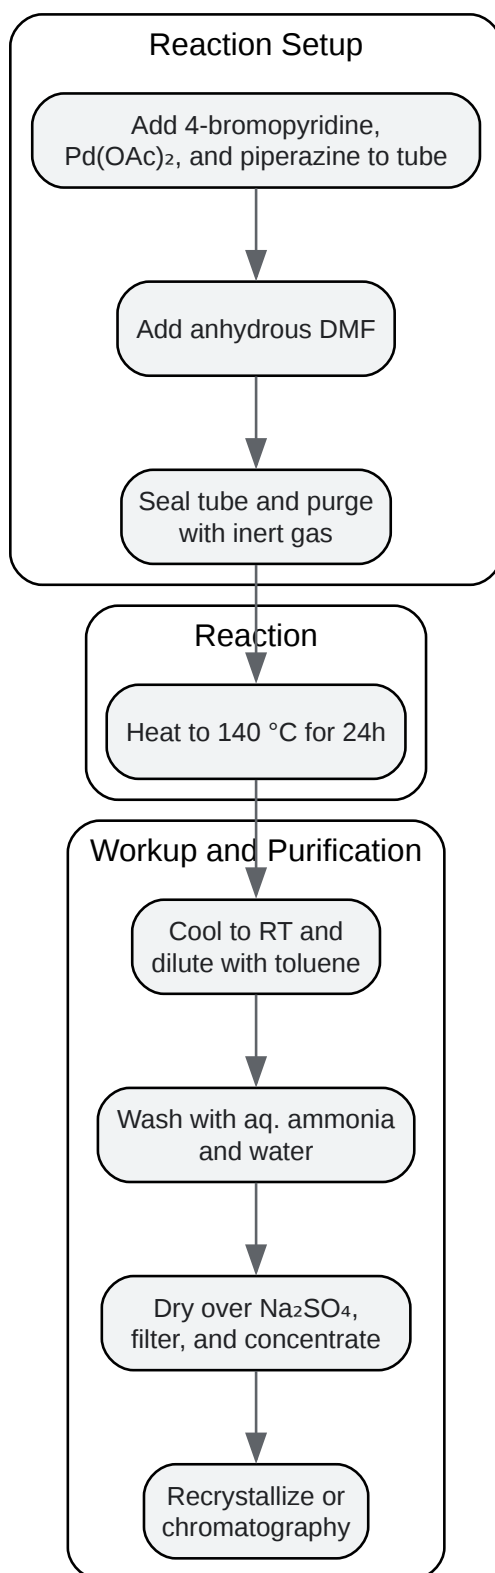 Reaction Setup
Add 4-bromopyridine,
Pd(OAc)₂, and piperazine to tube
Add anhydrous DMF
Seal tube and purge
with inert gas
Reaction
Heat to 140 °C for 24h
Workup and Purification
Cool to RT and
dilute with toluene
Wash with aq. ammonia
and water
Dry over Na₂SO₄,
filter, and concentrate
Recrystallize or
chromatography